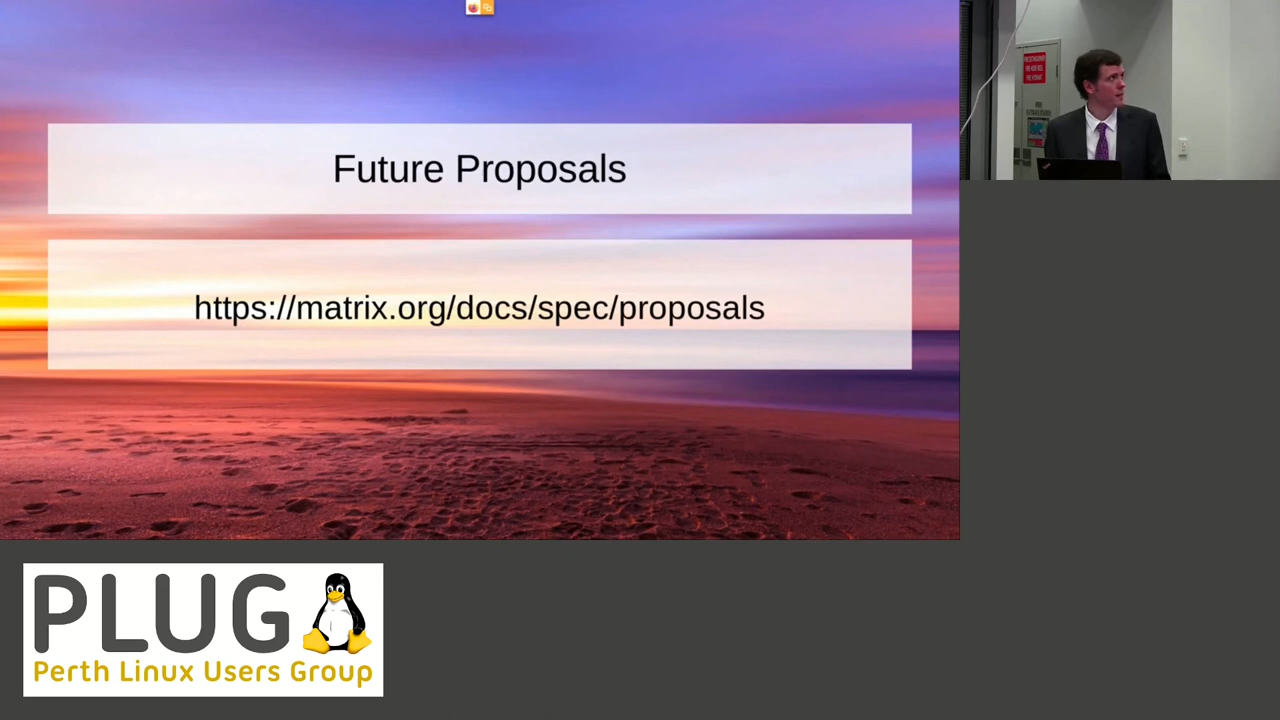 Future Proposals
https://matrix.org/docs/spec/proposals
PLUG
Perth Linux Users Group